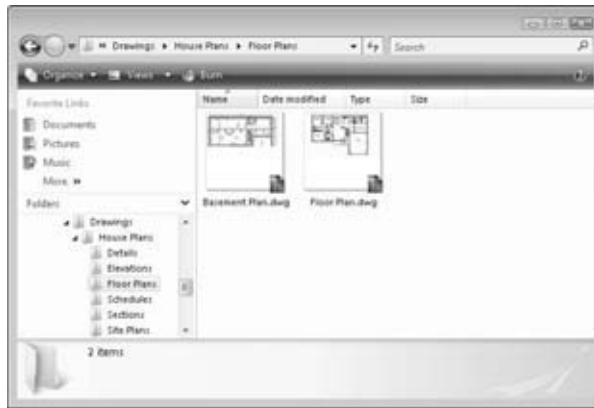 « Drawings ▸ House Plans ▸ Floor Plans
Search
Organize Views Burn
Favorite Links
Documents
Pictures
Music
More »
Folders
Drawings
House Plans
Details
Elevations
Floor Plans
Schedules
Sections
Site Plans
Name Date modified Type Size
Basement Plan.dwg Floor Plan.dwg
2 items